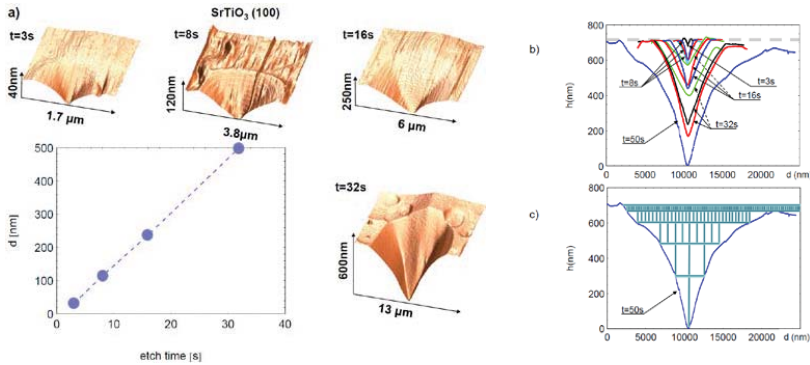 a)
SrTiO3 (100)
t=3s
t=8s
t=16s
40nm
120nm
250nm
1.7 µm
3.8µm
6 µm
500
400
300
200
100
0
d [nm]
0
10
20
30
40
etch time [s]
t=32s
600nm
13 µm
b)
800
600
400
200
0
h(nm)
t=8s
t=3s
t=16s
t=32s
t=50s
0
5000
10000
15000
20000
d (nm)
c)
800
600
400
200
0
h(nm)
t=50s
0
5000
10000
15000
20000
d (nm)